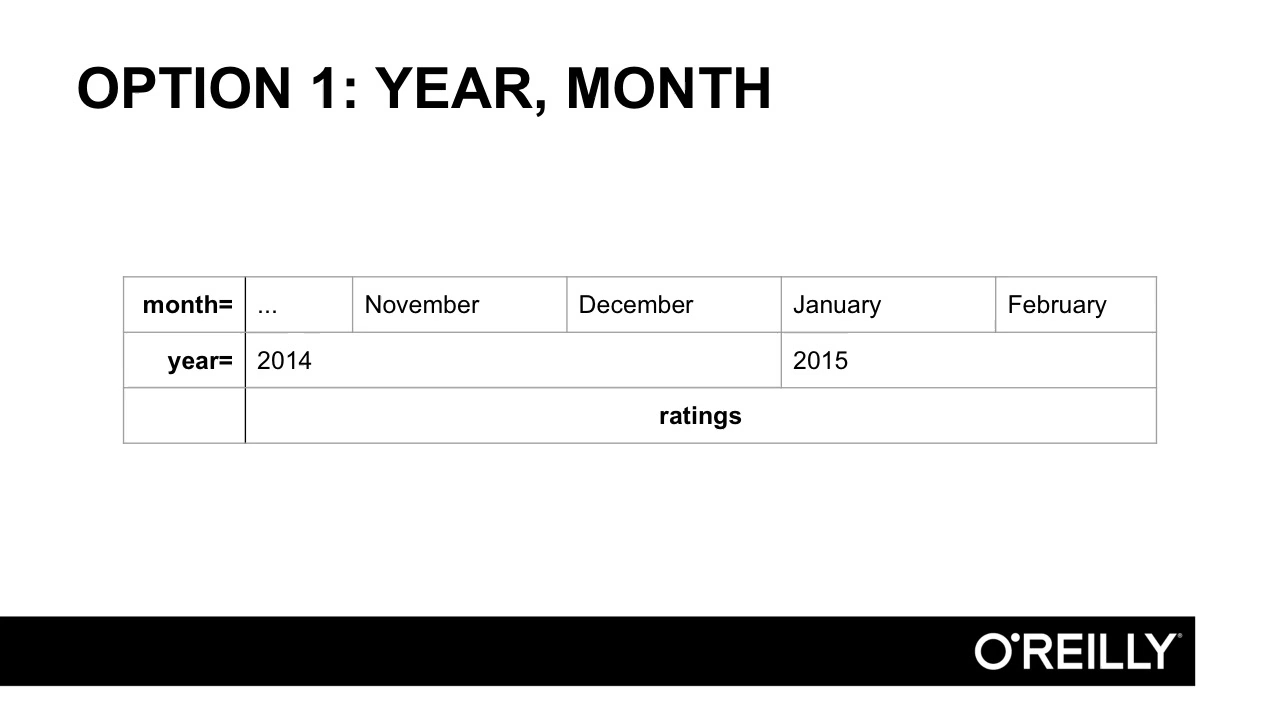 OPTION 1: YEAR, MONTH
month= ... November December January February
year= 2014 2015
ratings
O'REILLY®